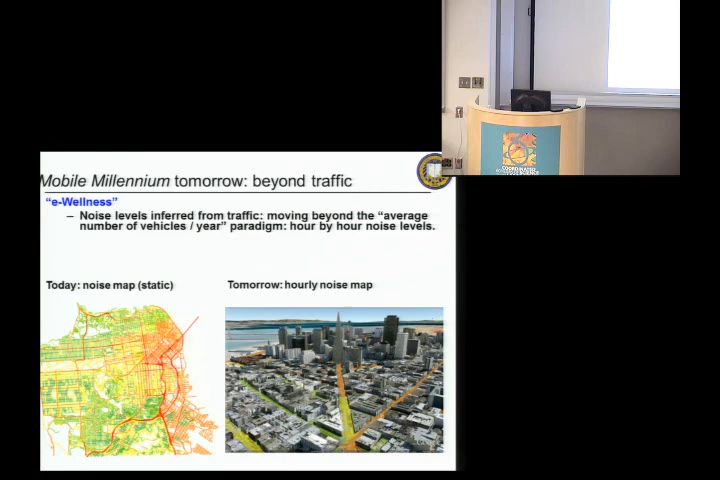 Mobile Millennium tomorrow: beyond traffic
“e-Wellness”
– Noise levels inferred from traffic: moving beyond the “average
number of vehicles / year” paradigm: hour by hour noise levels.
Today: noise map (static)
Tomorrow: hourly noise map
COORDINATED